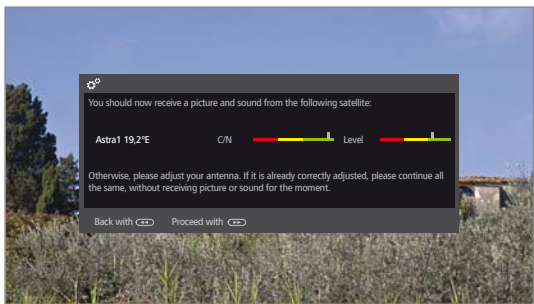 You should now receive a picture and sound from the following satellite:
Astra1 19,2°E C/N Level
Otherwise, please adjust your antenna. If it is already correctly adjusted, please continue all
the same, without receiving picture or sound for the moment.
Back with Proceed with